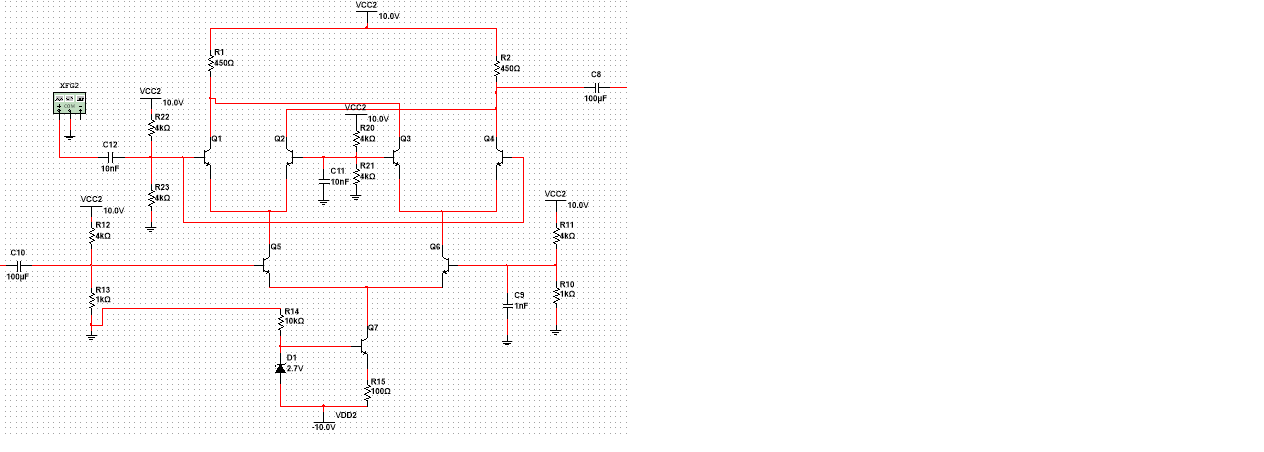 VCC2
10.0V
R1
450Ω
R2
450Ω
C8
100µF
XFG2
COM
VCC2
10.0V
R22
4kΩ
VCC2
10.0V
R20
4kΩ
Q1
Q2
Q3
Q4
C12
10nF
C11
10nF
R21
4kΩ
R23
4kΩ
VCC2
10.0V
VCC2
10.0V
R12
4kΩ
R11
4kΩ
C10
100µF
Q5
Q6
R13
1kΩ
C9
1nF
R10
1kΩ
R14
10kΩ
Q7
D1
2.7V
R15
100Ω
VDD2
-10.0V